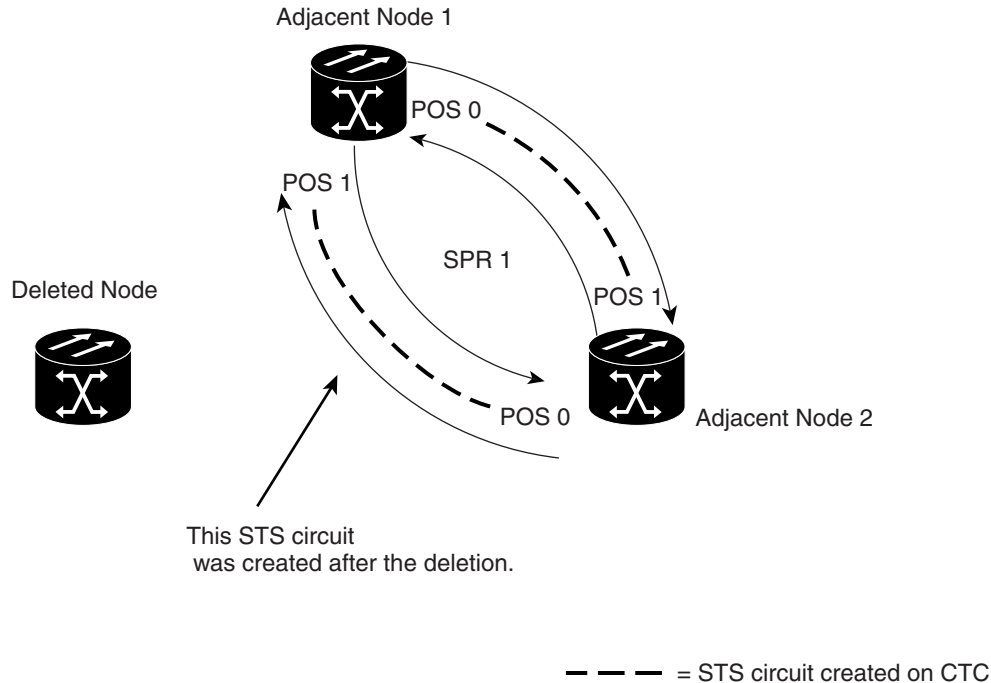 Adjacent Node 1
POS 0
POS 1
SPR 1
Deleted Node
POS 1
POS 0
Adjacent Node 2
This STS circuit
was created after the deletion.
= STS circuit created on CTC